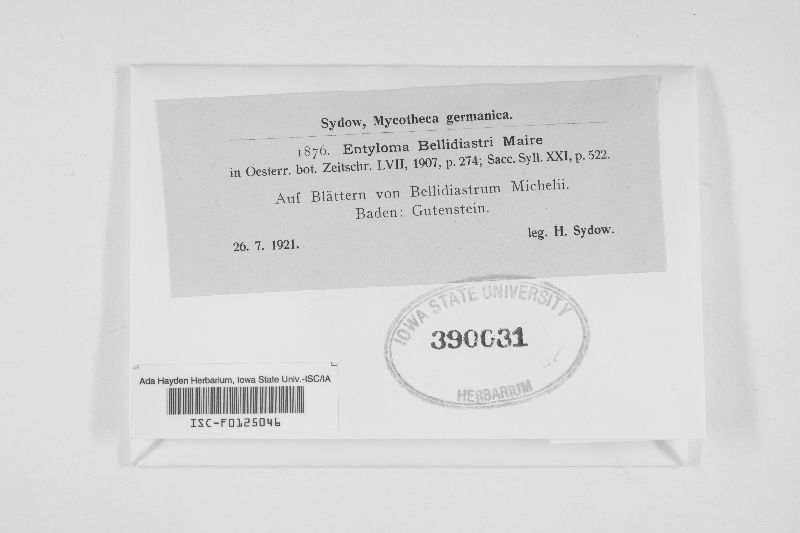 Sydow, Mycotheca germanica.
1876. Entyloma Bellidiastri Maire
in Oesterr. bot. Zeitschr. LVII, 1907, p. 274; Sacc. Syll. XXI, p. 522.
Auf Blättern von Bellidiastrum Michelii.
Baden: Gutenstein.
26. 7. 1921.
leg. H. Sydow.
IOWA STATE UNIVERSITY
390031
HERBARIUM
Ada Hayden Herbarium, Iowa State Univ.-ISC/IA
ISC-F0125046